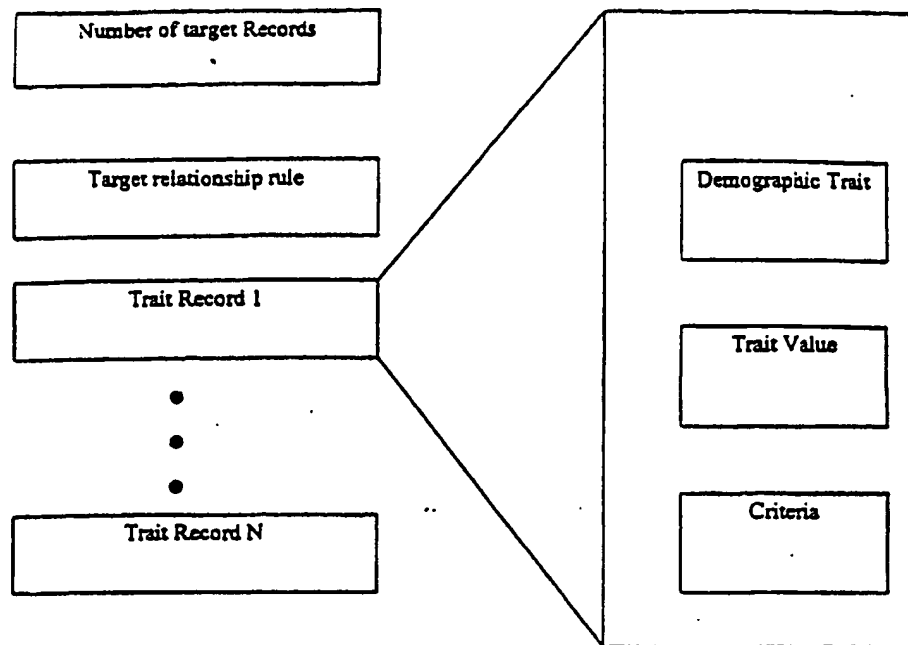 Number of target Records
Target relationship rule
Trait Record 1
Trait Record N
Demographic Trait
Trait Value
Criteria